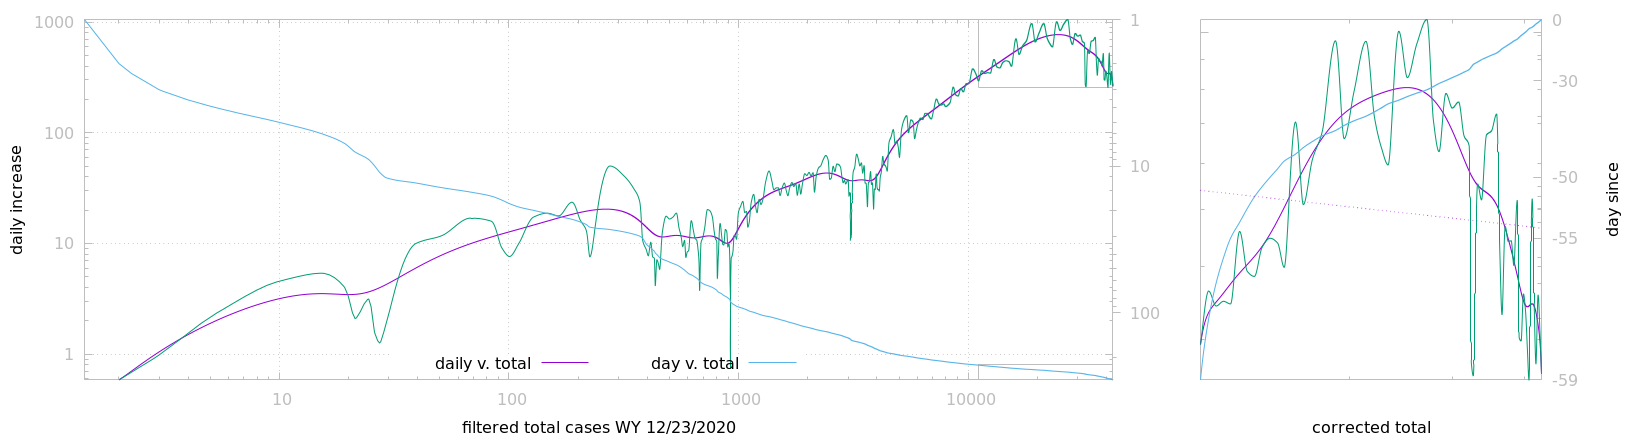 1000
100
10
1
daily increase
10
100
1000
10000
filtered total cases WY 12/23/2020
daily v. total
day v. total
1
10
100
0
-30
-50
-55
-59
day since
corrected total